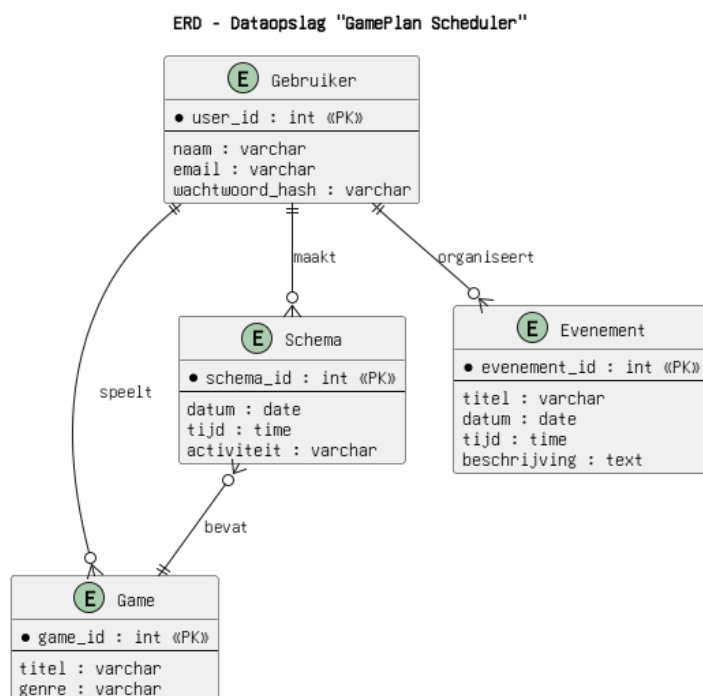 ERD - Dataopslag "GamePlan Scheduler"
E Gebruiker
● user_id : int «PK»
naam : varchar
email : varchar
wachtwoord_hash : varchar
maakt
organiseert
E Schema
● schema_id : int «PK»
datum : date
tijd : time
activiteit : varchar
E Evenement
● evenement_id : int «PK»
titel : varchar
datum : date
tijd : time
beschrijving : text
speelt
bevat
E Game
● game_id : int «PK»
titel : varchar
genre : varchar